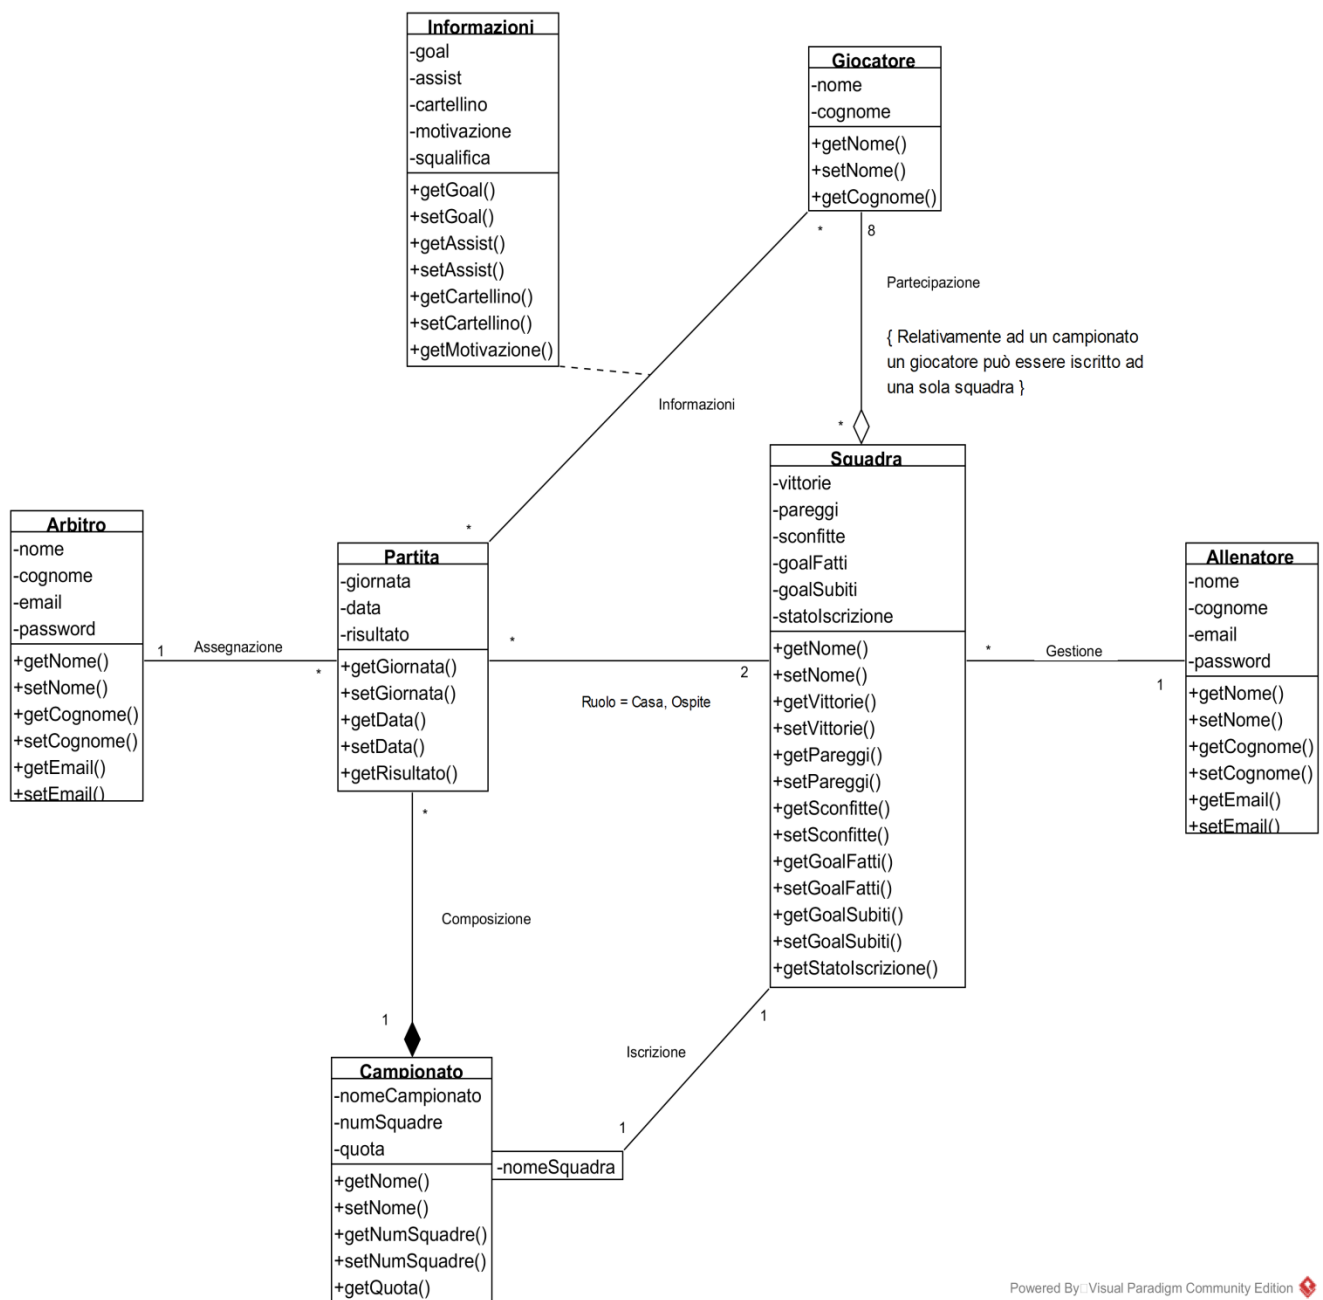 Informazioni
-goal
-assist
-cartellino
-motivazione
-squalifica
+getGoal()
+setGoal()
+getAssist()
+setAssist()
+getCartellino()
+setCartellino()
+getMotivazione()
Giocatore
-nome
-cognome
+getNome()
+setNome()
+getCognome()
*
8
Partecipazione
{ Relativamente ad un campionato
un giocatore può essere iscritto ad
una sola squadra }
Informazioni
*
*
Squadra
-vittorie
-pareggi
-sconfitte
-goalFatti
-goalSubiti
-statoIscrizione
+getNome()
+setNome()
+getVittorie()
+setVittorie()
+getPareggi()
+setPareggi()
+getSconfitte()
+setSconfitte()
+getGoalFatti()
+setGoalFatti()
+getGoalSubiti()
+setGoalSubiti()
+getStatoIscrizione()
Arbitro
-nome
-cognome
-email
-password
+getNome()
+setNome()
+getCognome()
+setCognome()
+getEmail()
+setEmail()
1
Assegnazione
*
Partita
-giornata
-data
-risultato
+getGiornata()
+setGiornata()
+getData()
+setData()
+getRisultato()
*
2
Ruolo = Casa, Ospite
*
Gestione
1
Allenatore
-nome
-cognome
-email
-password
+getNome()
+setNome()
+getCognome()
+setCognome()
+getEmail()
+setEmail()
*
Composizione
1
Iscrizione
1
1
Campionato
-nomeCampionato
-numSquadre
-quota
+getNome()
+setNome()
+getNumSquadre()
+setNumSquadre()
+getQuota()
-nomeSquadra
Powered By Visual Paradigm Community Edition